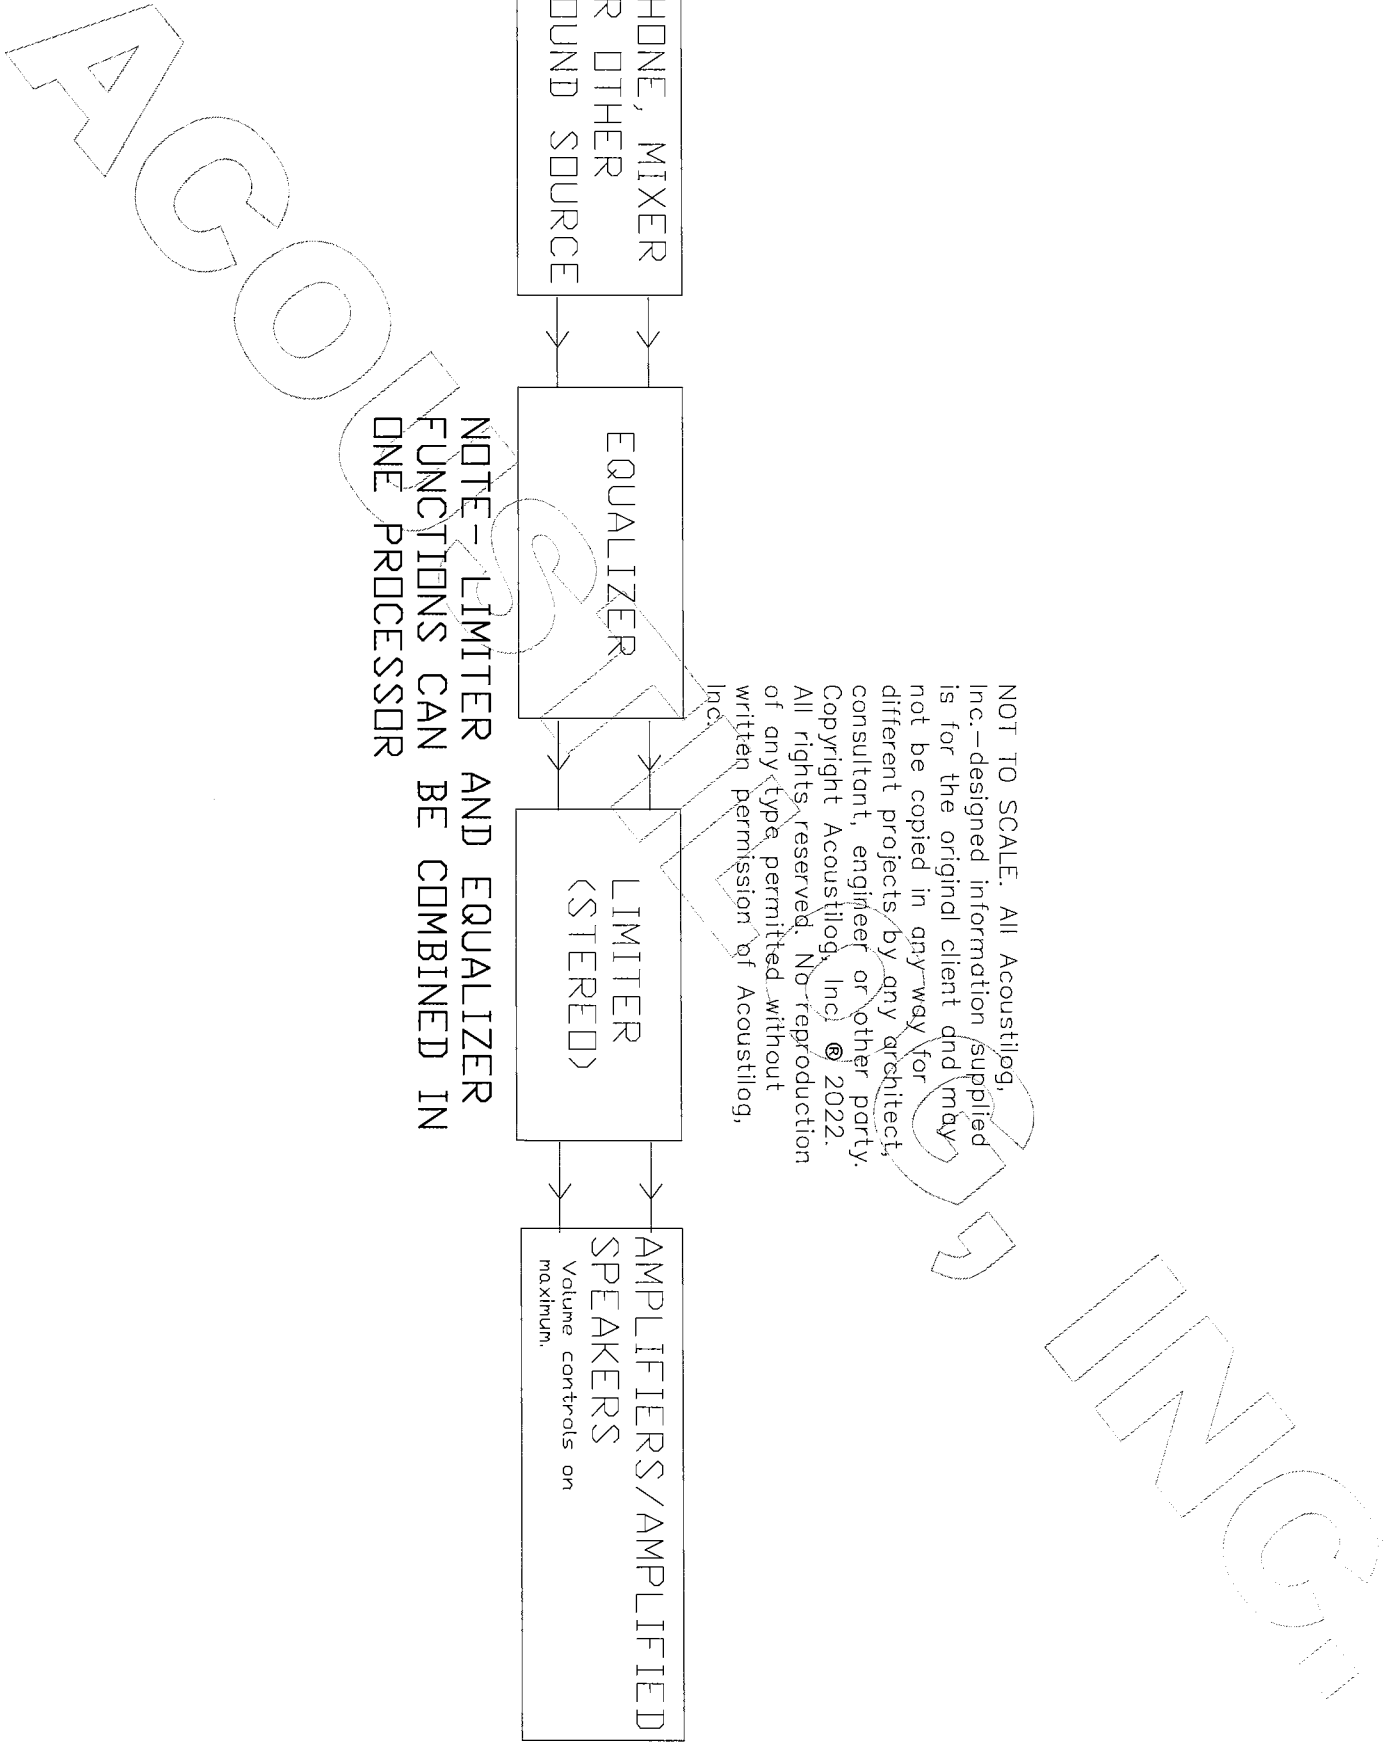 NOT TO SCALE. All Acoustilog,
Inc.-designed information supplied
is for the original client and may
not be copied in any way for
different projects by any architect,
consultant, engineer or other party.
Copyright Acoustilog, Inc. ® 2022.
All rights reserved. No reproduction
of any type permitted without
written permission of Acoustilog,
Inc.
HONE, MIXER
R OTHER
OUND SOURCE
EQUALIZER
LIMITER
(STEREO)
AMPLIFIERS/AMPLIFIED
SPEAKERS
Volume controls on
maximum.
NOTE- LIMITER AND EQUALIZER
FUNCTIONS CAN BE COMBINED IN
ONE PROCESSOR
ACOUSTILOG, INC.